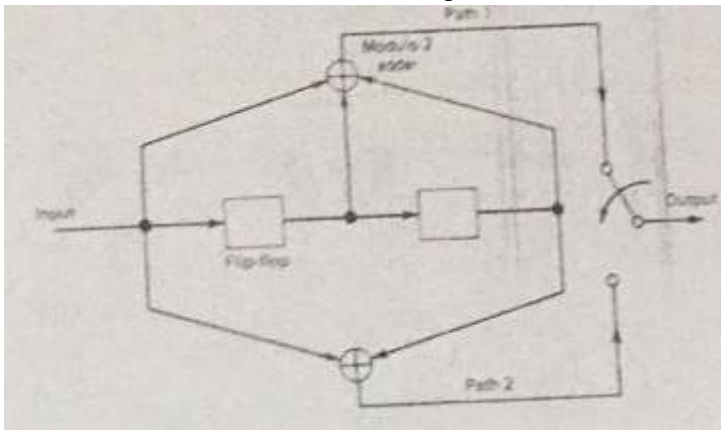 Path 1
Modulo-2
adder
Input
Output
Flip-flop
Path 2